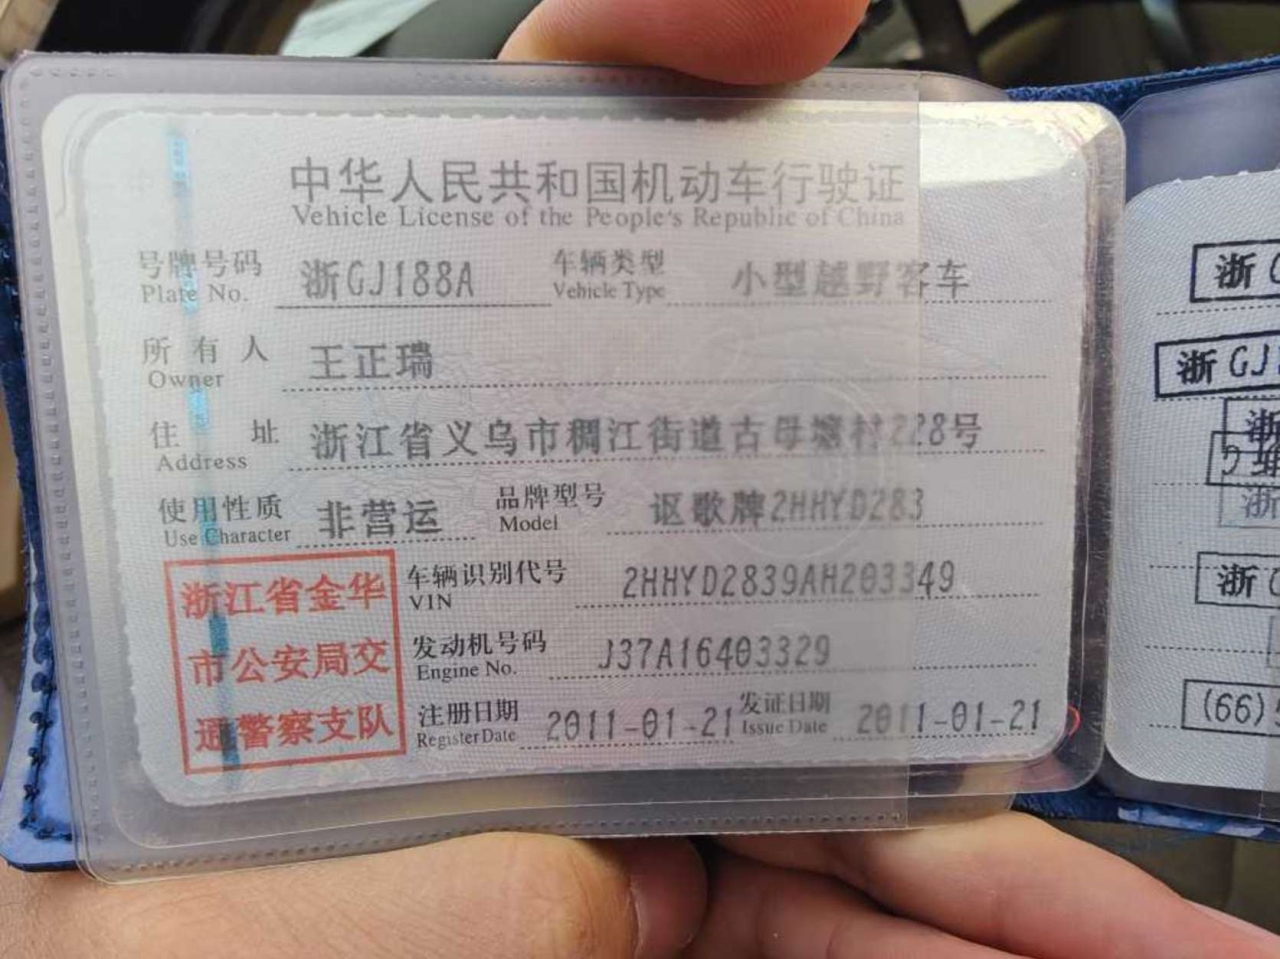 中华人民共和国机动车行驶证
Vehicle License of the People's Republic of China
号牌号码 浙GJ188A 车辆类型 小型越野客车
Plate No. Vehicle Type
所有人 王正瑞
Owner
住址 浙江省义乌市稠江街道古母塘村228号
Address
使用性质 非营运 品牌型号 讴歌牌2HHYD283
Use Character Model
浙江省金华
市公安局交
通警察支队
车辆识别代号 2HHYD2839AH203349
VIN
发动机号码 J37A16403329
Engine No.
注册日期 2011-01-21 发证日期 2011-01-21
Register Date Issue Date
浙
浙GJ
浙
浙
(66)